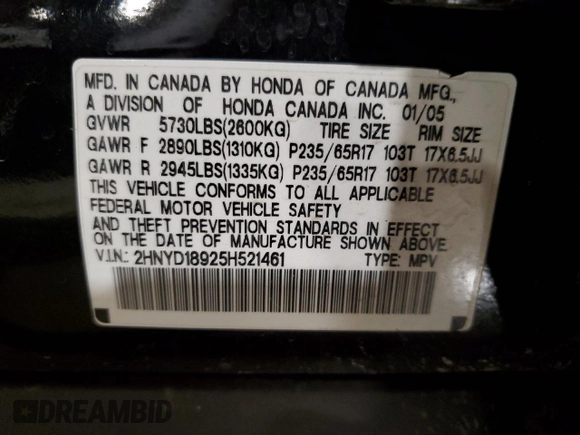 MFD. IN CANADA BY HONDA OF CANADA MFG.,
A DIVISION OF HONDA CANADA INC. 01/05
GVWR 5730LBS(2600KG) TIRE SIZE RIM SIZE
GAWR F 2890LBS(1310KG) P235/65R17 103T 17X6.5JJ
GAWR R 2945LBS(1335KG) P235/65R17 103T 17X6.5JJ
THIS VEHICLE CONFORMS TO ALL APPLICABLE
FEDERAL MOTOR VEHICLE SAFETY
AND THEFT PREVENTION STANDARDS IN EFFECT
ON THE DATE OF MANUFACTURE SHOWN ABOVE.
V.I.N.: 2HNYD18925H521461 TYPE: MPV
DREAMBID